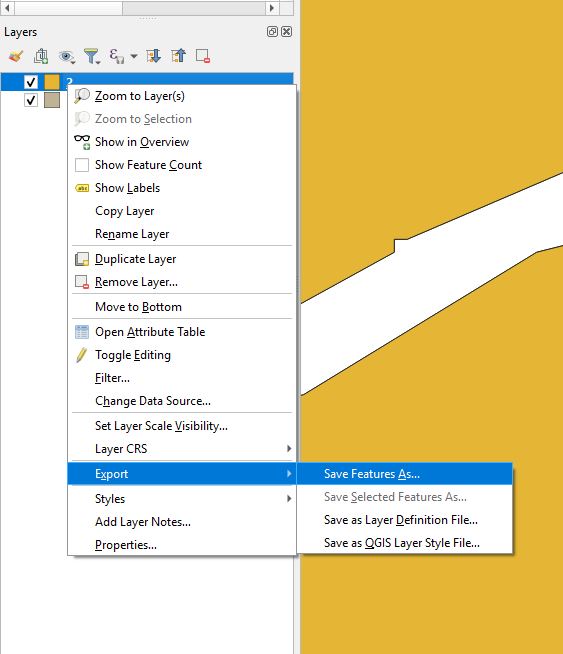 Layers
?
Zoom to Layer(s)
Zoom to Selection
Show in Overview
Show Feature Count
abc Show Labels
Copy Layer
Rename Layer
Duplicate Layer
Remove Layer...
Move to Bottom
Open Attribute Table
Toggle Editing
Filter...
Change Data Source...
Set Layer Scale Visibility...
Layer CRS
Export
Save Features As...
Save Selected Features As...
Save as Layer Definition File...
Save as QGIS Layer Style File...
Styles
Add Layer Notes...
Properties...